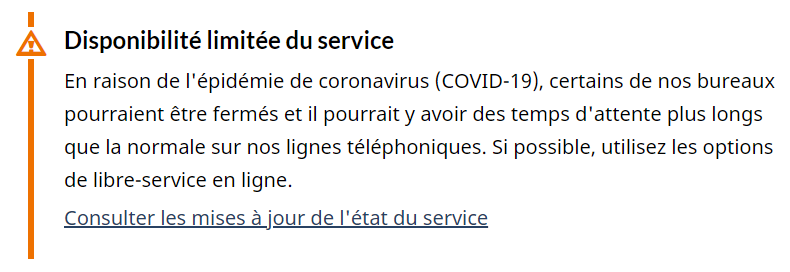 Disponibilité limitée du service
En raison de l'épidémie de coronavirus (COVID-19), certains de nos bureaux
pourraient être fermés et il pourrait y avoir des temps d'attente plus longs
que la normale sur nos lignes téléphoniques. Si possible, utilisez les options
de libre-service en ligne.
Consulter les mises à jour de l'état du service